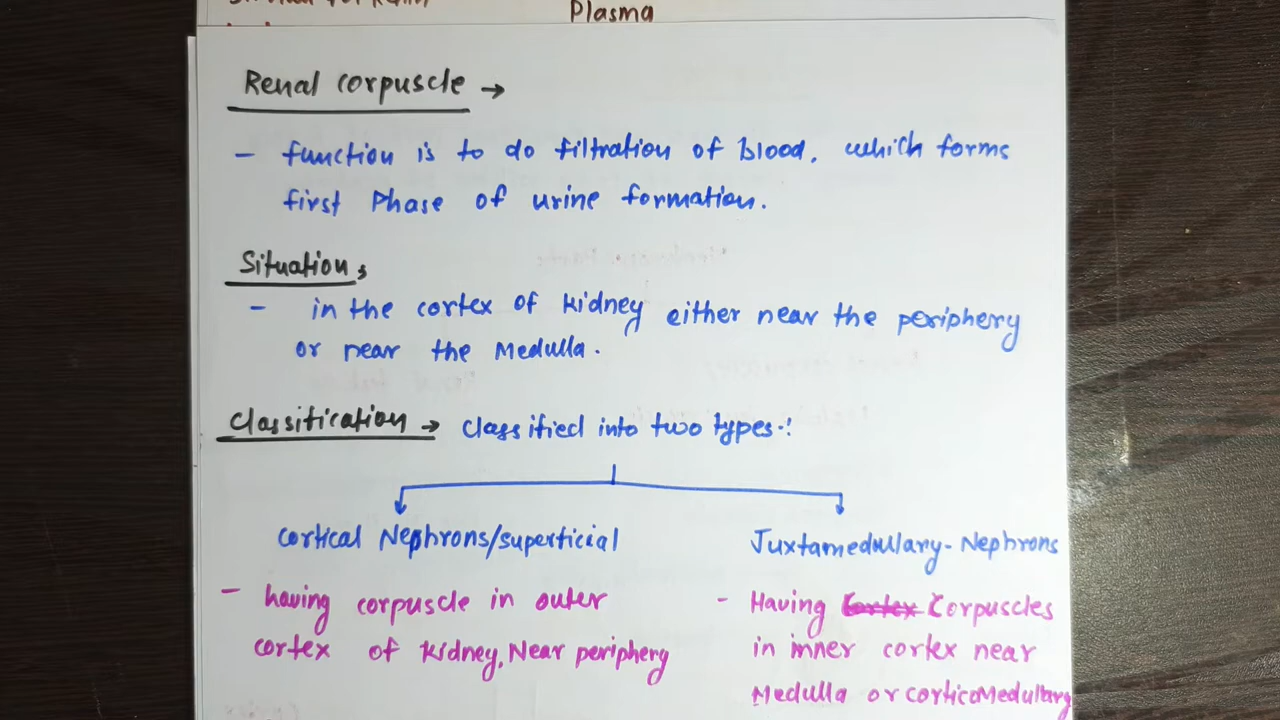 Plasma
Renal corpuscle →
- function is to do filtration of blood, which forms
first Phase of urine formation.
Situation,
- in the cortex of kidney either near the periphery
or near the Medulla.
Classification → classified into two types:
cortical Nephrons/superficial
Juxtamedullary-Nephrons
- having corpuscle in outer
cortex of kidney, Near periphery
- Having Cortex Corpuscles
in inner cortex near
Medulla or corticoMedullary